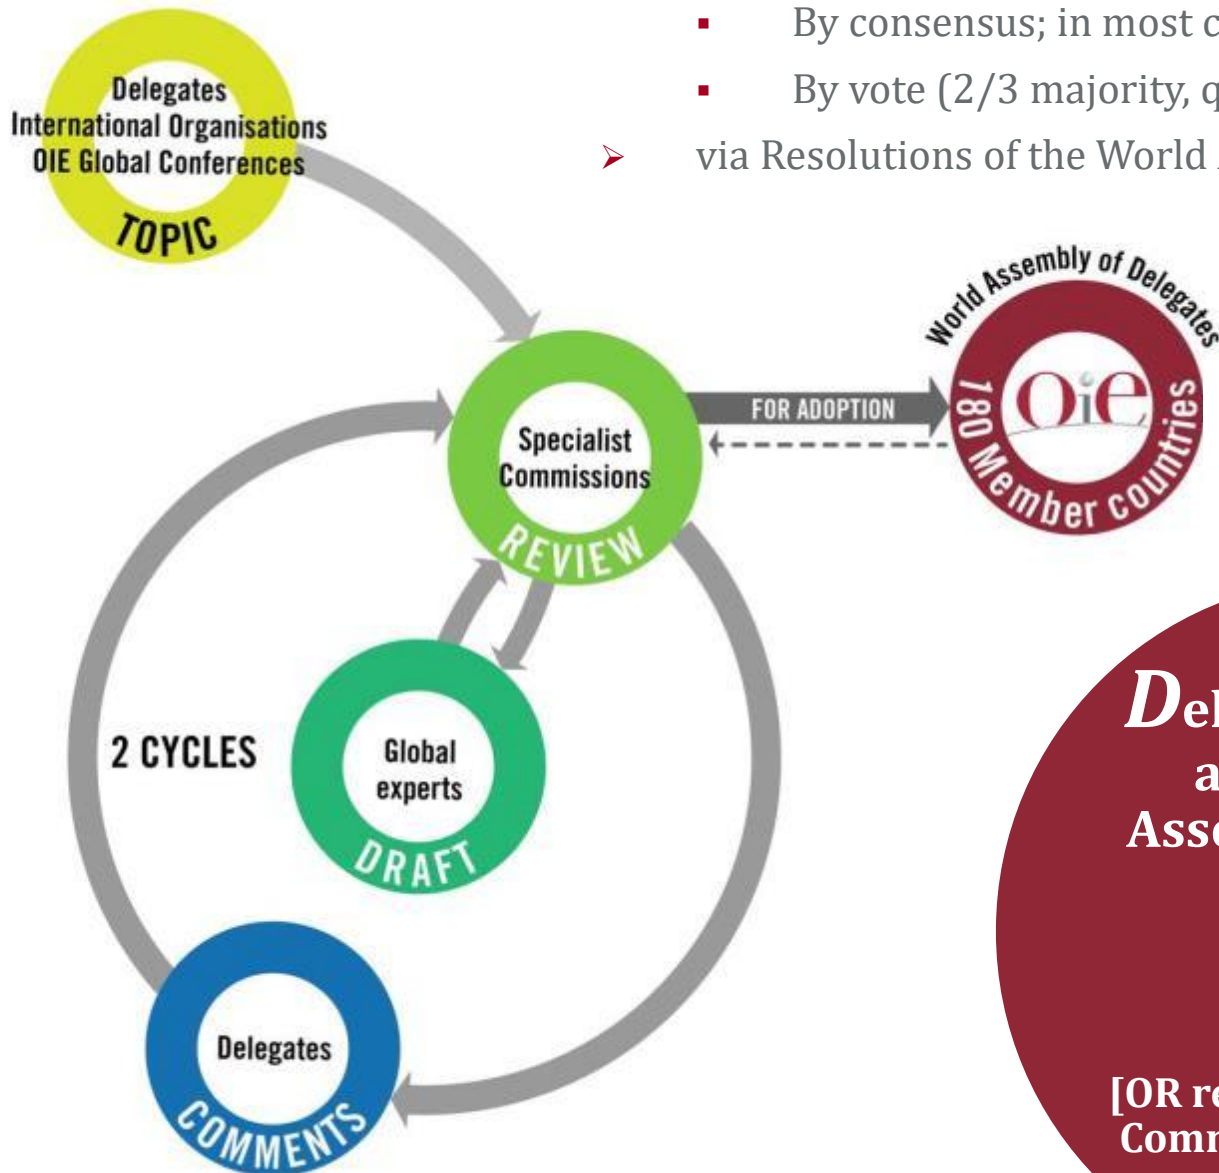 By consensus; in most
By vote (2/3 majority,
via Resolutions of the World
Delegates
International Organisations
OIE Global Conferences
TOPIC
World Assembly of Delegates
180 Member countries
OiE
FOR ADOPTION
Specialist
Commissions
REVIEW
2 CYCLES
Global
experts
DRAFT
Delegates
COMMENTS
[OR